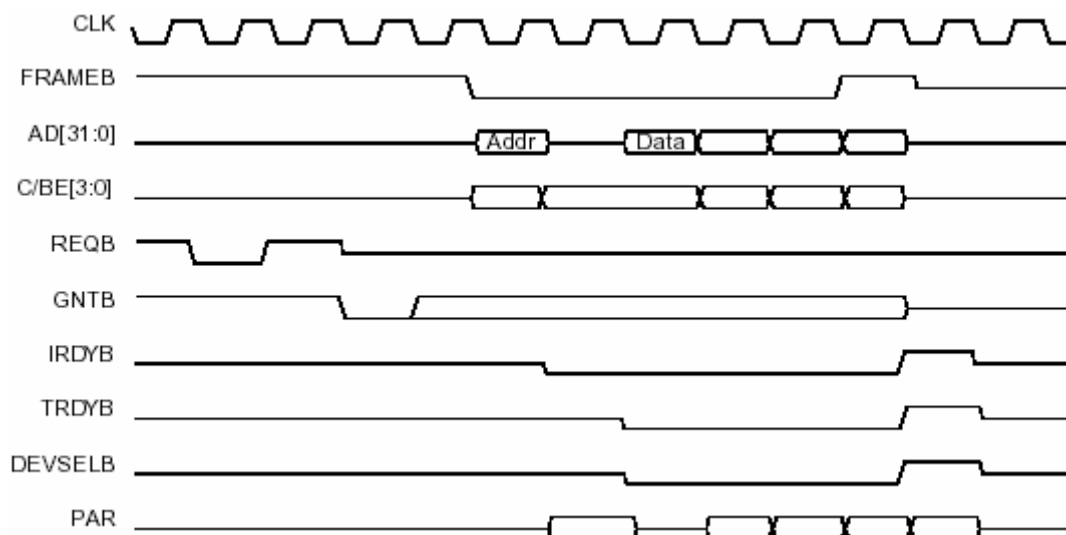 CLK
FRAMEB
AD[31:0]
Addr
Data
C/BE[3:0]
REQB
GNTB
IRDYB
TRDYB
DEVSELB
PAR